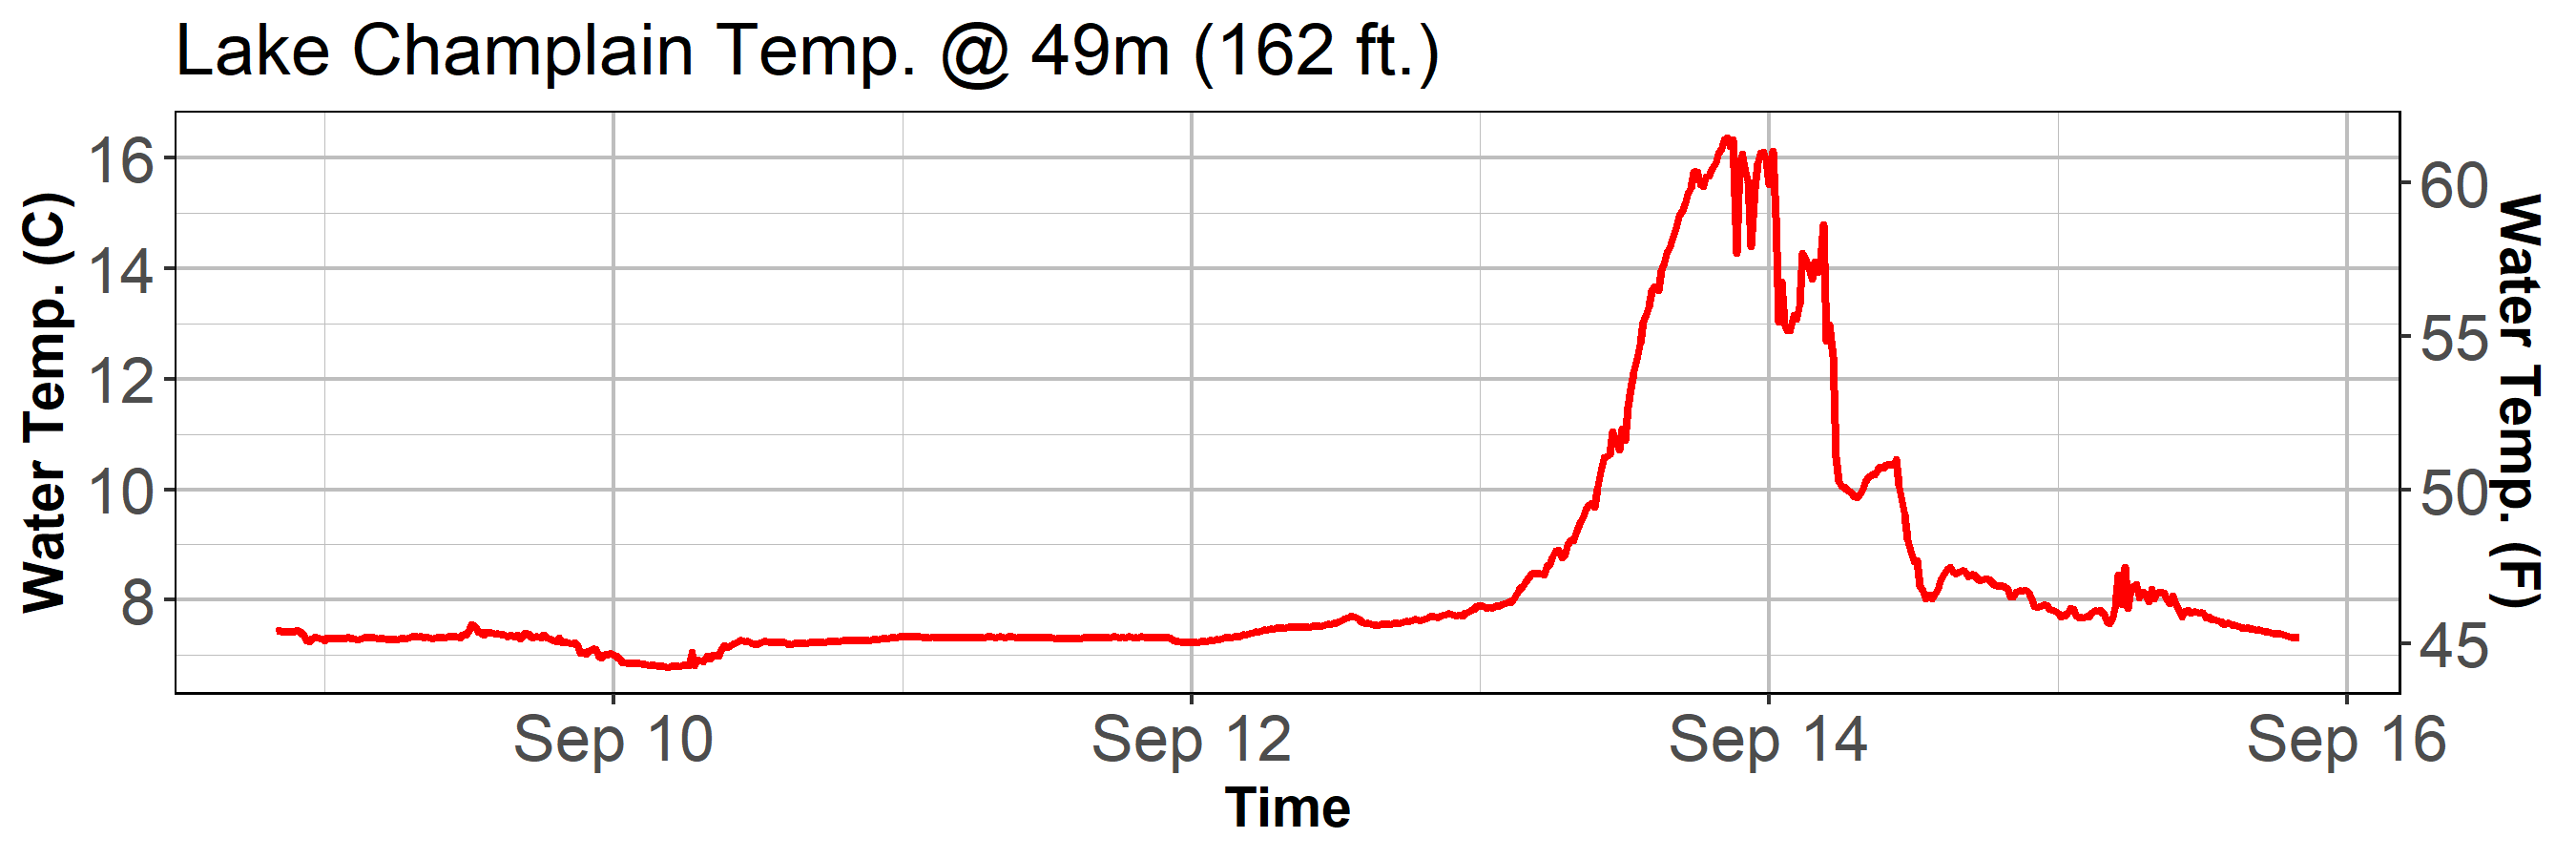 Lake Champlain Temp. @ 49m (162 ft.)
Water Temp. (C)
16
14
12
10
8
60
55
50
45
Water Temp. (F)
Sep 10
Sep 12
Sep 14
Sep 16
Time